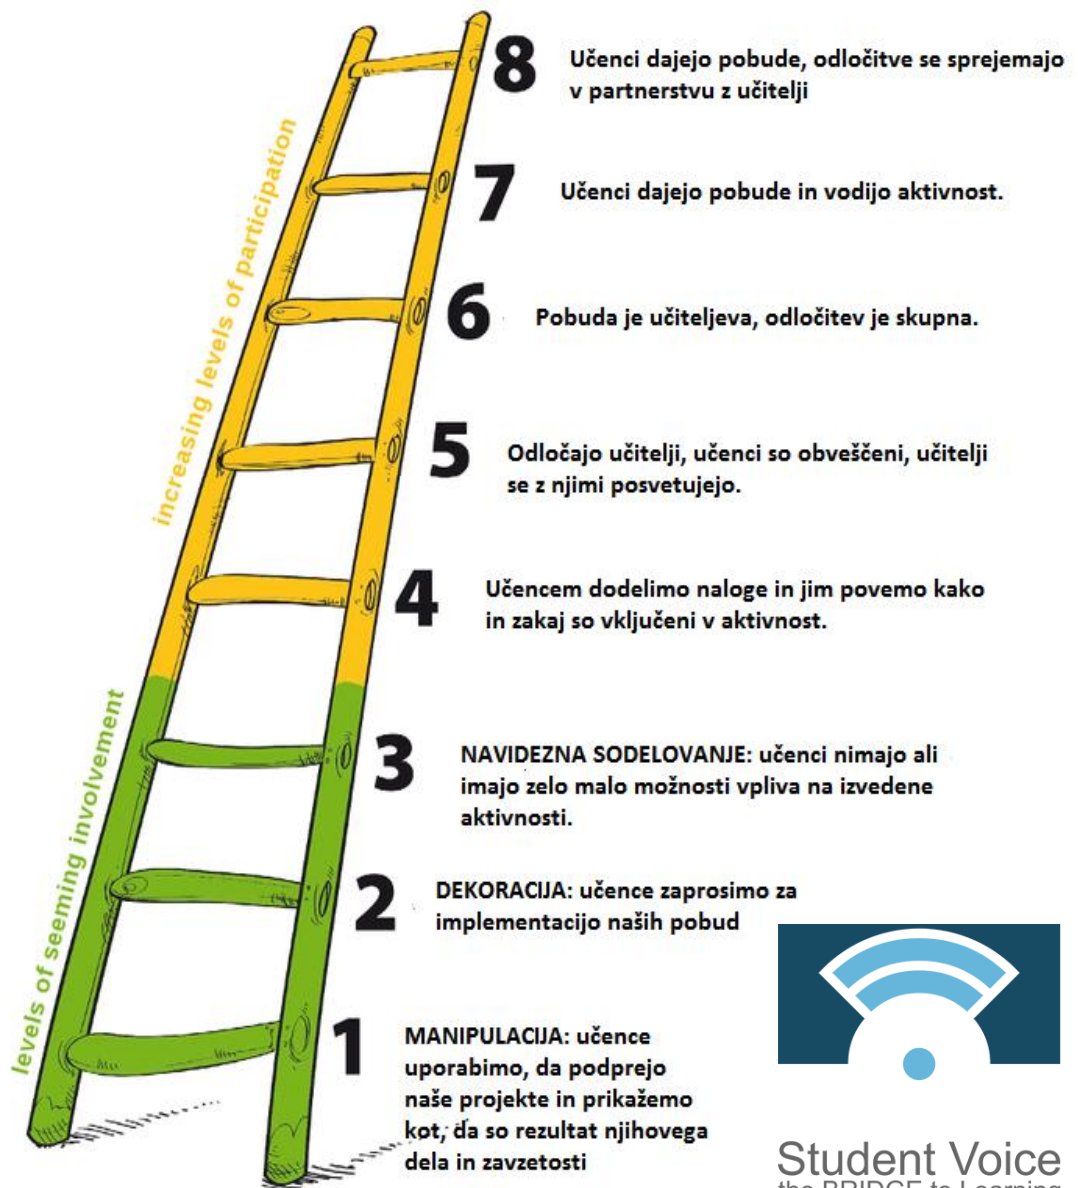 8
Učenci dajejo pobude, odločitve se sprejemajo
v partnerstvu z učitelji
7
Učenci dajejo pobude in vodijo aktivnost.
6
Pobuda je učiteljeva, odločitev je skupna.
5
Odločajo učitelji, učenci so obveščeni, učitelji
se z njimi posvetujejo.
4
Učencem dodelimo naloge in jim povemo kako
in zakaj so vključeni v aktivnost.
3
NAVIDEZNA SODELOVANJE: učenci nimajo ali
imajo zelo malo možnosti vpliva na izvedene
aktivnosti.
2
DEKORACIJA: učence zaprosimo za
implementacijo naših pobud
1
MANIPULACIJA: učence
uporabimo, da podprejo
naše projekte in prikažemo
kot, da so rezultat njihovega
dela in zavzetosti
increasing levels of participation
levels of seeming involvement
Student Voice
the BRIDGE to Learning